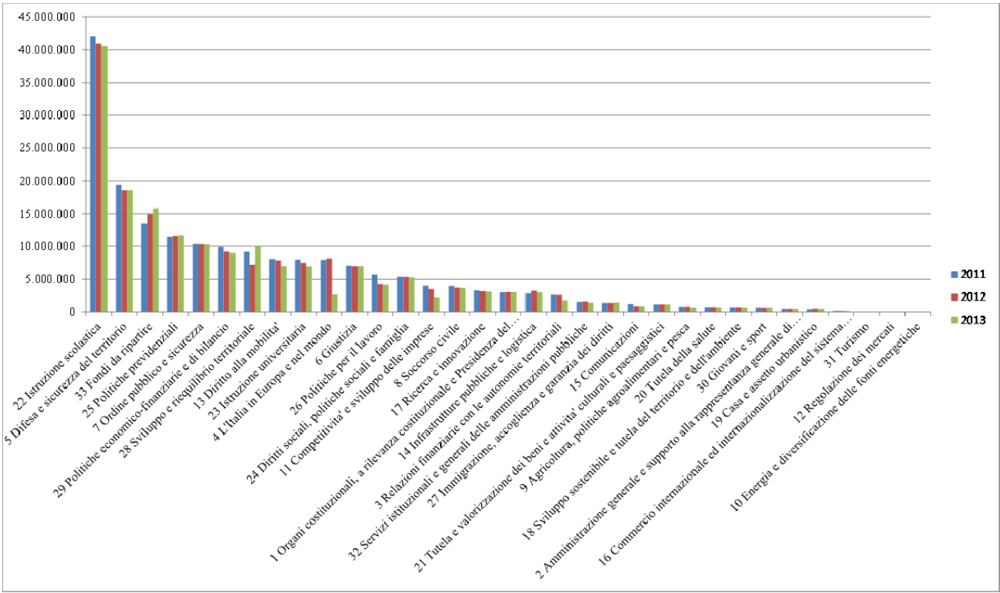 45.000.000
40.000.000
35.000.000
30.000.000
25.000.000
20.000.000
15.000.000
10.000.000
5.000.000
0
2011
2012
2013
22 Istruzione scolastica
5 Difesa e sicurezza del territorio
33 Fondi da ripartite
25 Politiche previdenziali
7 Ordine pubblico e sicurezza
29 Politiche economico-finanziarie e di bilancio
28 Sviluppo e riequilibrio territoriale
13 Diritto alla mobilita'
23 Istruzione universitaria
4 L'Italia in Europa e nel mondo
6 Giustizia
26 Politiche per il lavoro
24 Diritti sociali, politiche sociali e famiglia
11 Competitivita' e sviluppo delle imprese
8 Soccorso civile
17 Ricerca e innovazione
1 Organi costituzionali, a rilevanza costituzionale e Presidenza del…
14 Infrastrutture pubbliche e logistica
3 Relazioni finanziarie con le autonomie territoriali
32 Servizi istituzionali e generali delle amministrazioni pubbliche
27 Immigrazione, accoglienza e garanzia dei diritti
15 Comunicazioni
21 Tutela e valorizzazione dei beni e attivita' culturali e paesaggistici
9 Agricoltura, politiche agroalimentari e pesca
20 Tutela della salute
18 Sviluppo sostenibile e tutela del territorio e dell'ambiente
30 Giovani e sport
2 Amministrazione generale e supporto alla rappresentanza generale di…
19 Casa e assetto urbanistico
16 Commercio internazionale ed internazionalizzazione del sistema…
31 Turismo
12 Regolazione dei mercati
10 Energia e diversificazione delle fonti energetiche